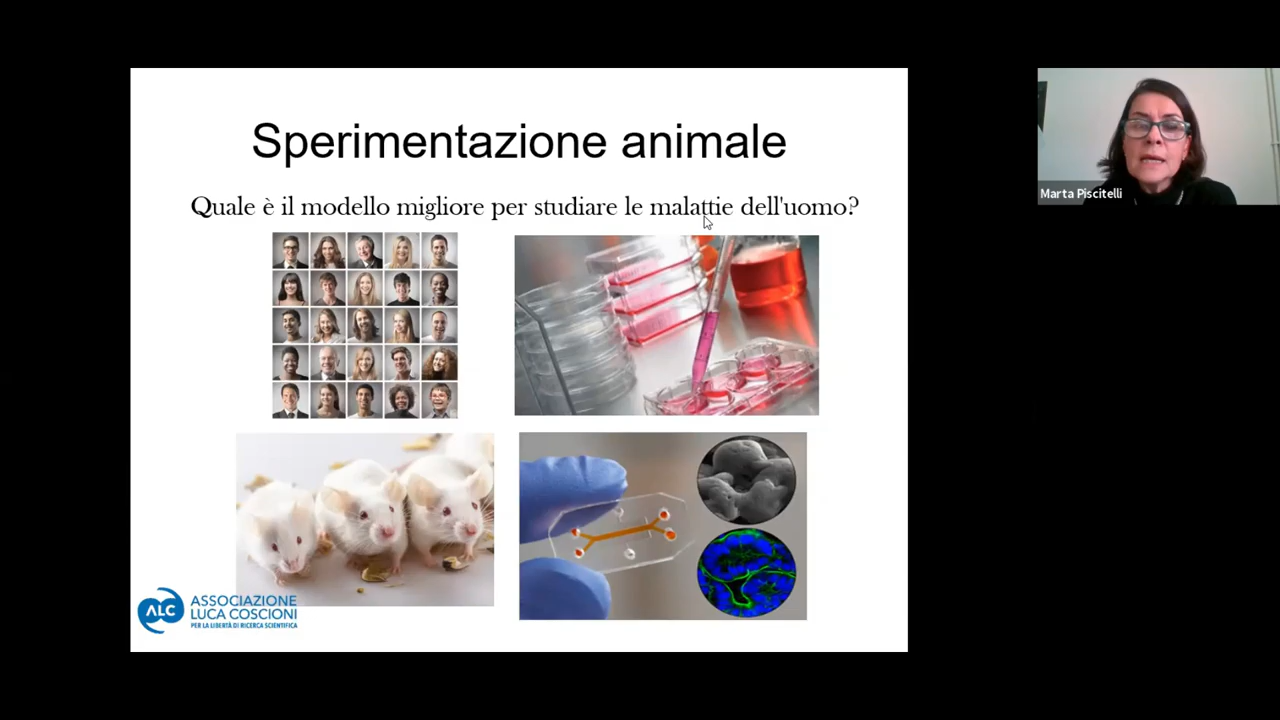 Sperimentazione animale
Quale è il modello migliore per studiare le malattie dell'uomo?
Marta Piscitelli
ALC
ASSOCIAZIONE
LUCA COSCIONI
PER LA LIBERTÀ DI RICERCA SCIENTIFICA